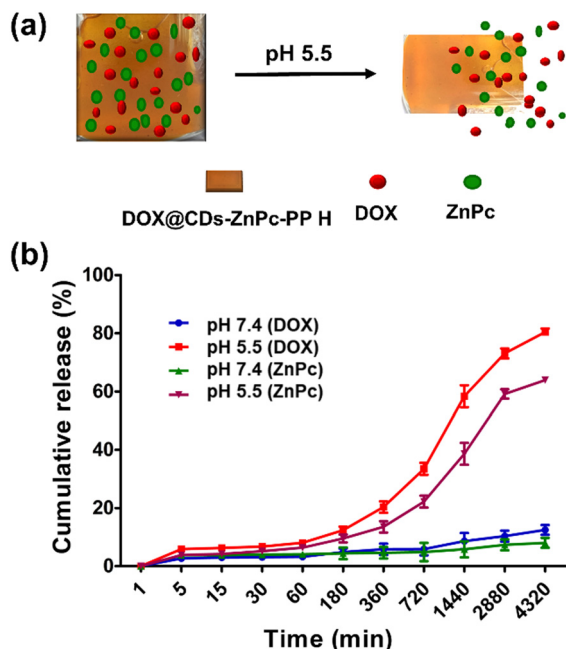 (a)
pH 5.5
DOX@CDs-ZnPc-PP H
DOX
ZnPc
(b)
Cumulative release (%)
100
80
60
40
20
0
pH 7.4 (DOX)
pH 5.5 (DOX)
pH 7.4 (ZnPc)
pH 5.5 (ZnPc)
1 5 15 30 60 180 360 720 1440 2880 4320
Time (min)